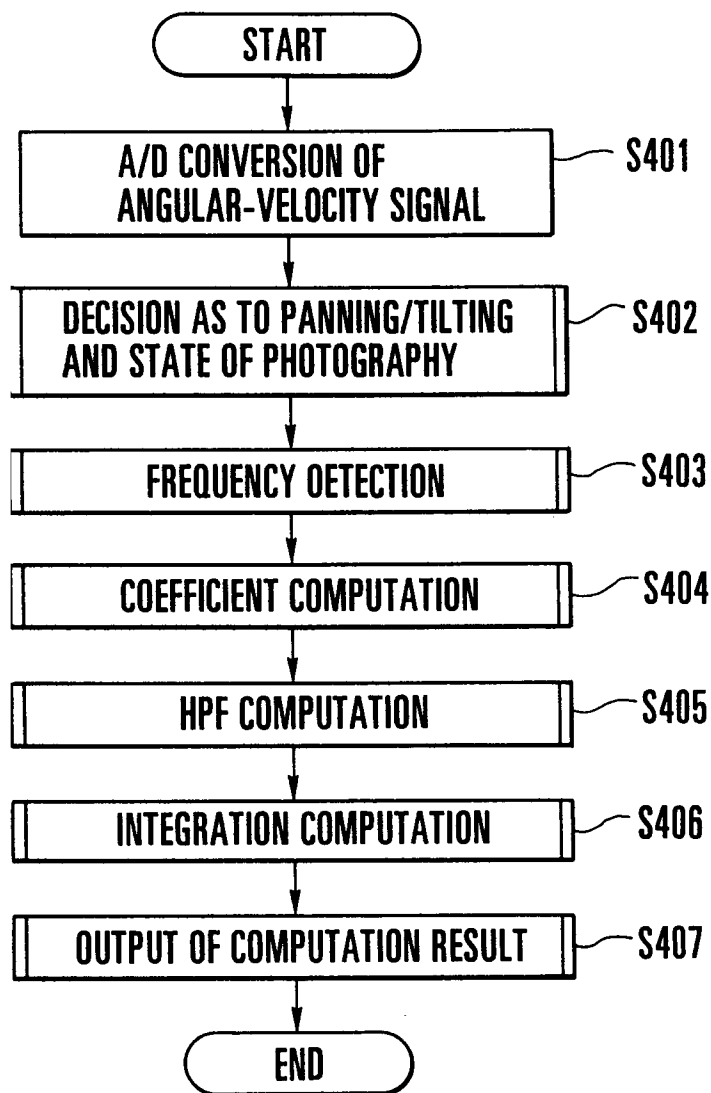 START
A/D CONVERSION OF
ANGULAR-VELOCITY SIGNAL
S401
DECISION AS TO PANNING/TILTING
AND STATE OF PHOTOGRAPHY
S402
FREQUENCY OETECTION
S403
COEFFICIENT COMPUTATION
S404
HPF COMPUTATION
S405
INTEGRATION COMPUTATION
S406
OUTPUT OF COMPUTATION RESULT
S407
END